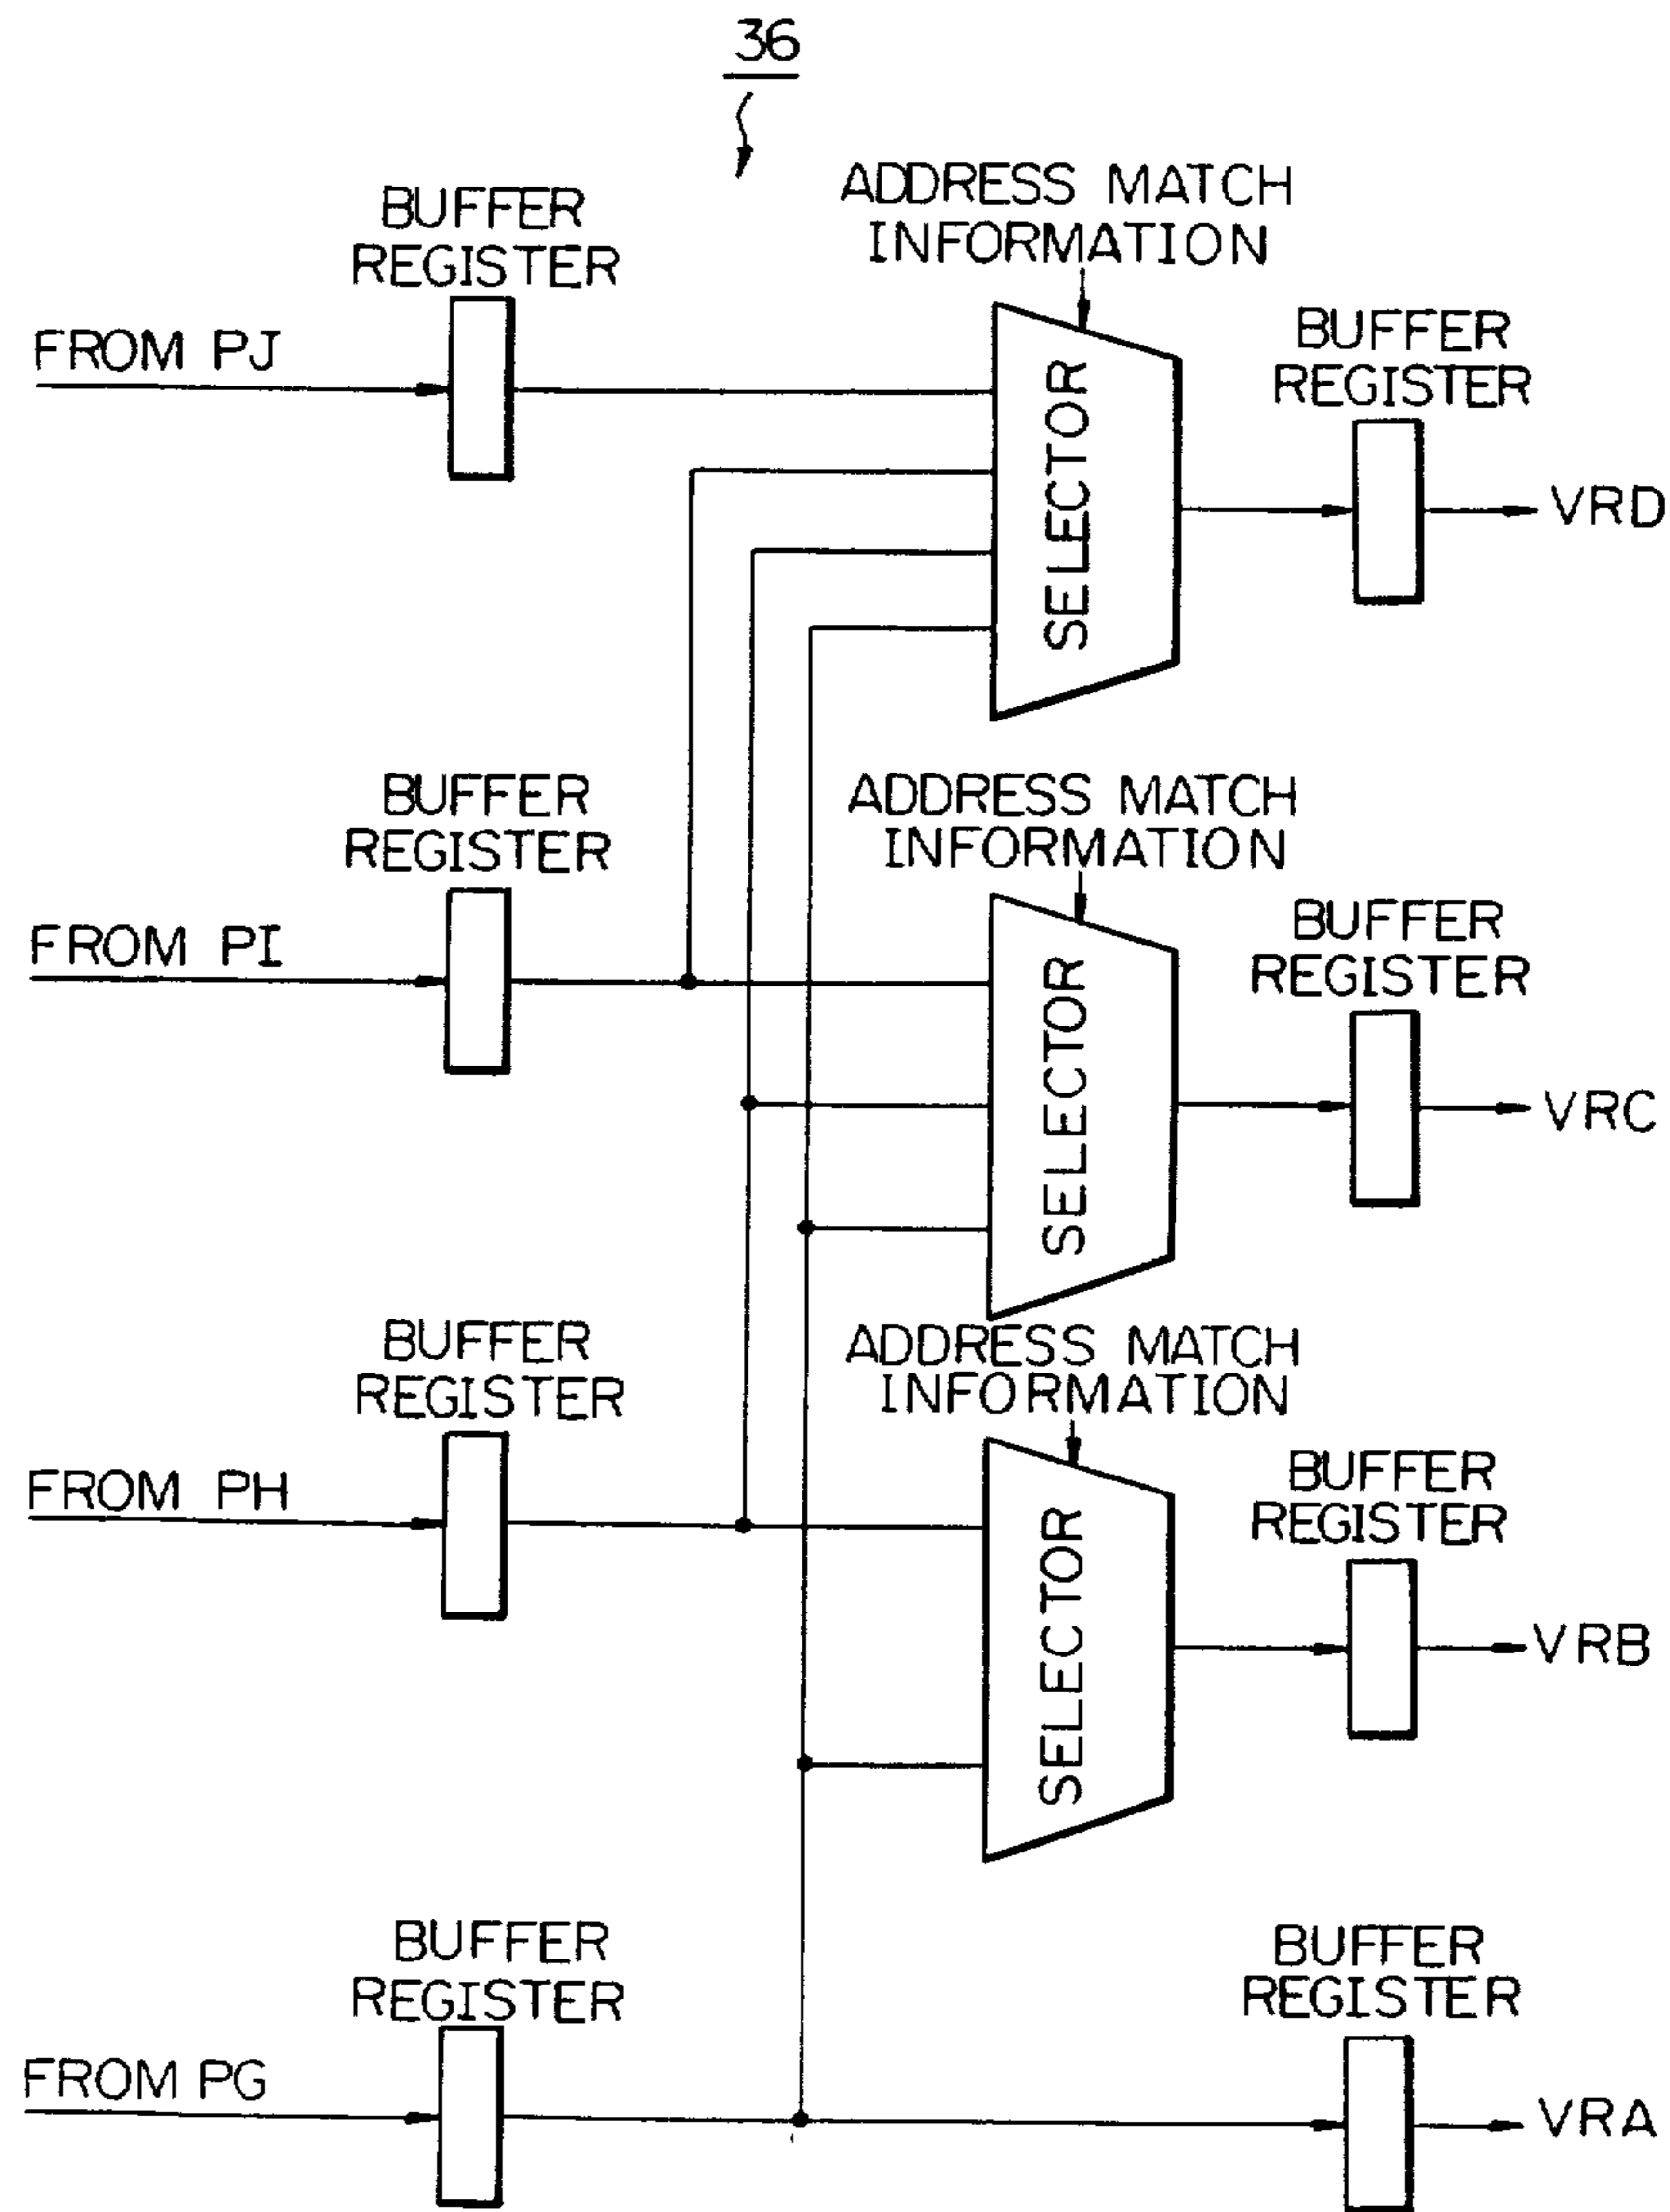 36
ADDRESS MATCH
INFORMATION
BUFFER
REGISTER
FROM PJ
SELECTOR
BUFFER
REGISTER
VRD
ADDRESS MATCH
INFORMATION
BUFFER
REGISTER
FROM PI
SELECTOR
BUFFER
REGISTER
VRC
ADDRESS MATCH
INFORMATION
BUFFER
REGISTER
FROM PH
SELECTOR
BUFFER
REGISTER
VRB
BUFFER
REGISTER
FROM PG
BUFFER
REGISTER
VRA